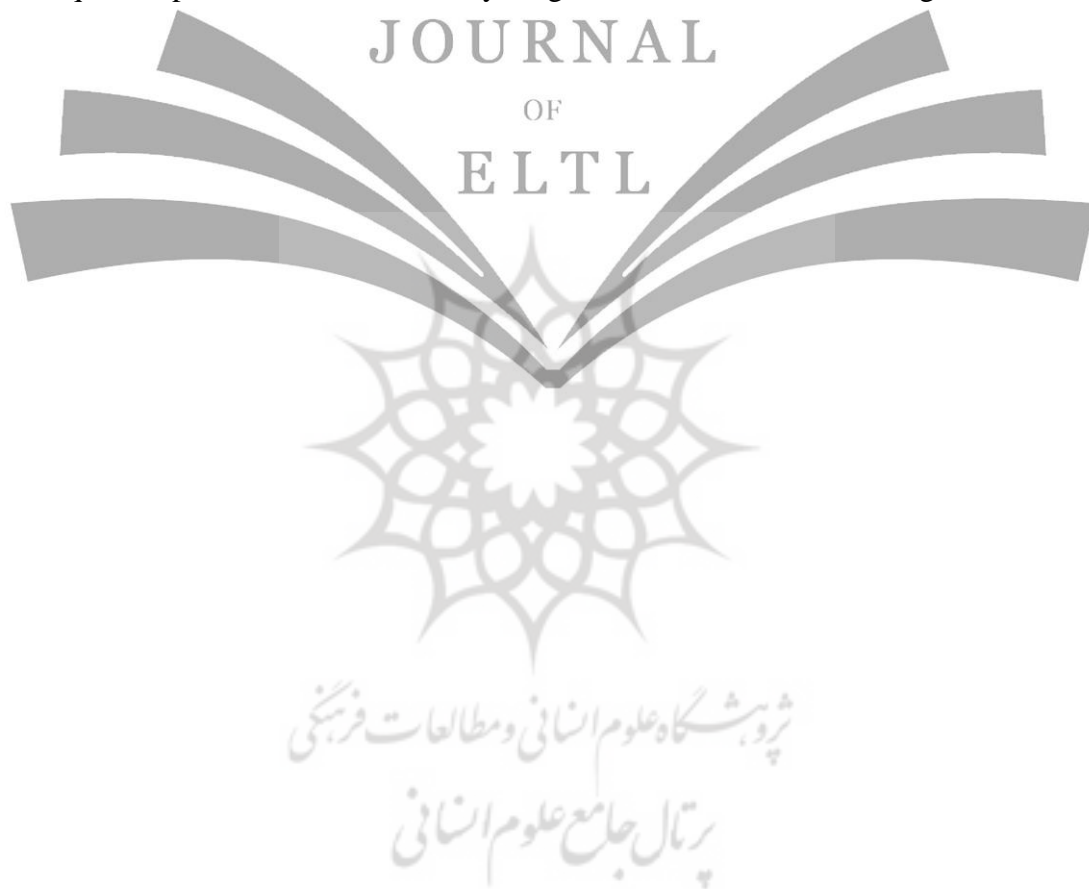 JOURNAL
OF
ELTL
پژوهشگاه علوم انسانی و مطالعات فرهنگی
پرتال جامع علوم انسانی